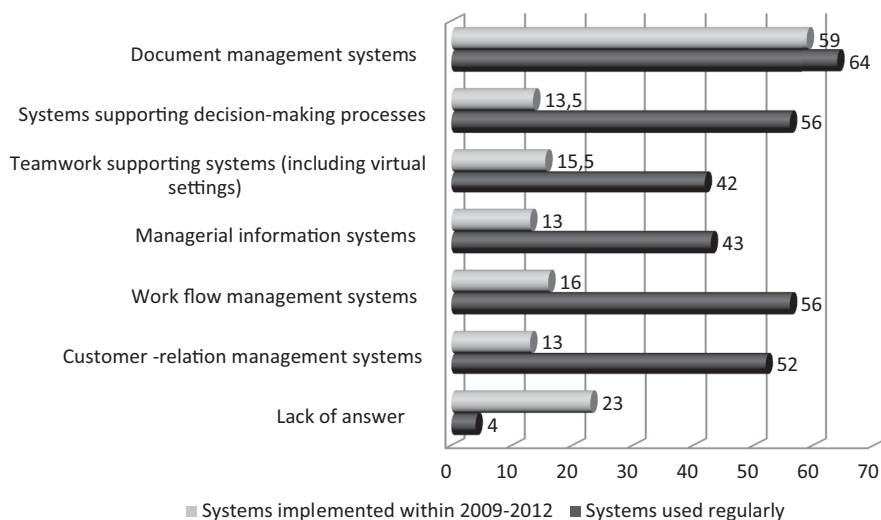 Document management systems
59
64
Systems supporting decision-making processes
13,5
56
Teamwork supporting systems (including virtual
settings)
15,5
42
Managerial information systems
13
43
Work flow management systems
16
56
Customer -relation management systems
13
52
Lack of answer
23
4
0 10 20 30 40 50 60 70
Systems implemented within 2009-2012 Systems used regularly